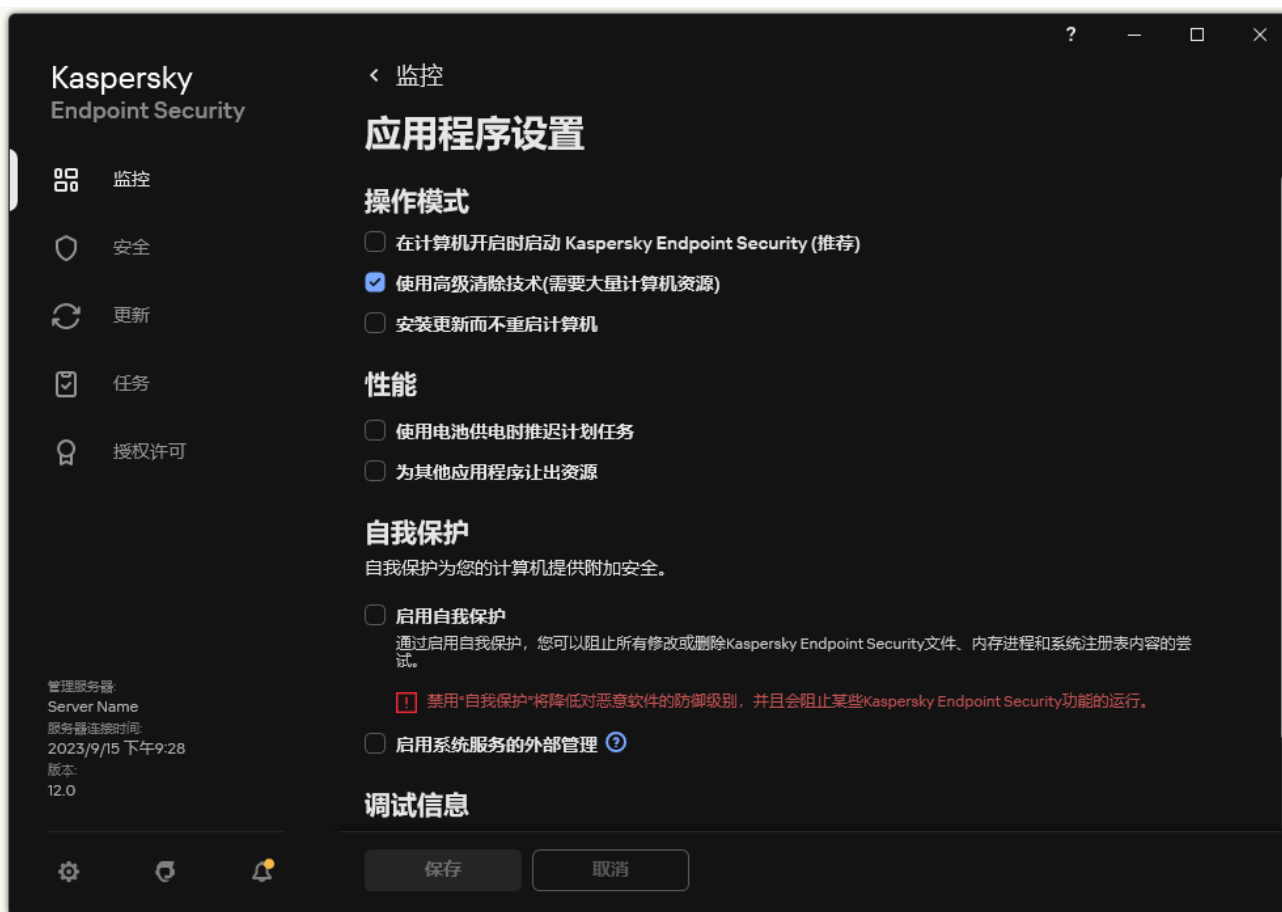 ?
Kaspersky
Endpoint Security
监控
安全
更新
任务
授权许可
管理服务器:
Server Name
服务器连接时间:
2023/9/15 下午9:28
版本:
12.0
监控
应用程序设置
操作模式
在计算机开启时启动 Kaspersky Endpoint Security (推荐)
使用高级清除技术(需要大量计算机资源)
安装更新而不重启计算机
性能
使用电池供电时推迟计划任务
为其他应用程序让出资源
自我保护
自我保护为您的计算机提供附加安全。
启用自我保护
通过启用自我保护，您可以阻止所有修改或删除Kaspersky Endpoint Security文件、内存进程和系统注册表内容的尝
试。
禁用“自我保护”将降低对恶意软件的防御级别，并且会阻止某些Kaspersky Endpoint Security功能的运行。
启用系统服务的外部管理 ?
调试信息
保存
取消